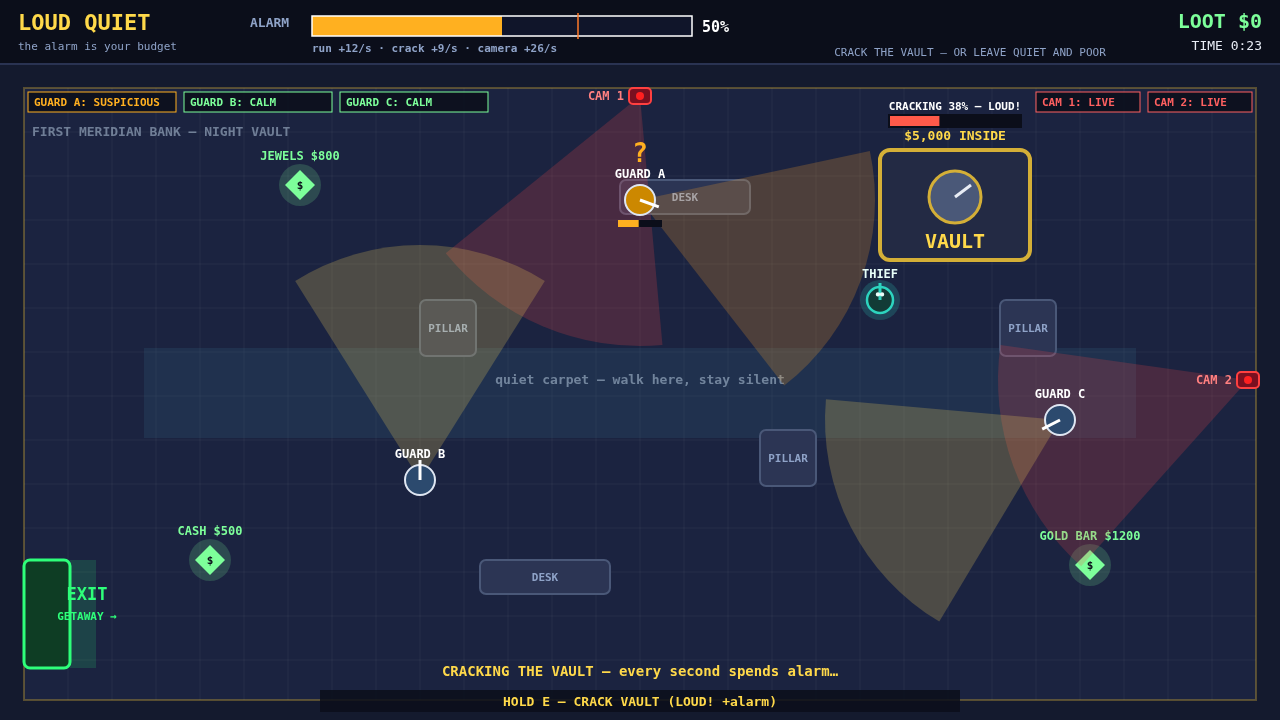 LOUD QUIET
the alarm is your budget
ALARM
50%
run +12/s · crack +9/s · camera +26/s
CRACK THE VAULT — OR LEAVE QUIET AND POOR
LOOT $0
TIME 0:23
GUARD A: SUSPICIOUS
GUARD B: CALM
GUARD C: CALM
CAM 1
CRACKING 38% — LOUD!
CAM 1: LIVE
CAM 2: LIVE
FIRST MERIDIAN BANK — NIGHT VAULT
$5,000 INSIDE
JEWELS $800
$
?
GUARD A
DESK
VAULT
THIEF
PILLAR
PILLAR
quiet carpet — walk here, stay silent
CAM 2
GUARD C
GUARD B
PILLAR
CASH $500
$
GOLD BAR $1200
$
DESK
EXIT
GETAWAY →
CRACKING THE VAULT — every second spends alarm…
HOLD E — CRACK VAULT (LOUD! +alarm)